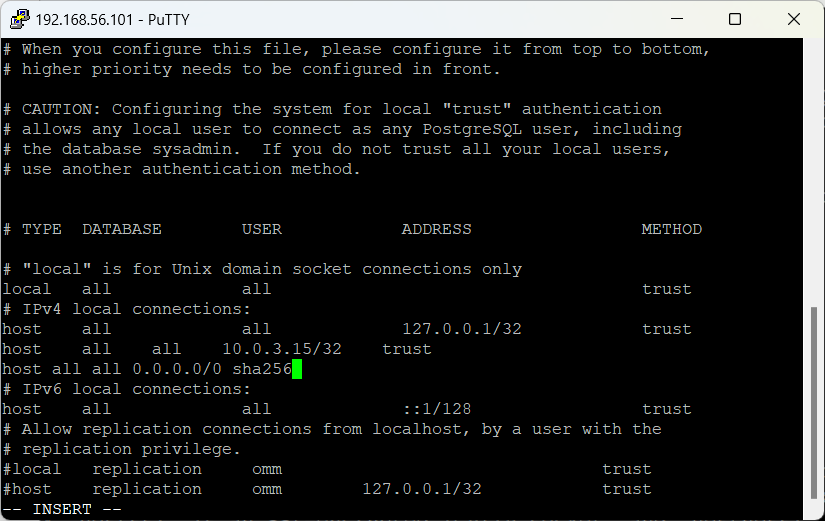 192.168.56.101 - PuTTY
# When you configure this file, please configure it from top to bottom,
# higher priority needs to be configured in front.
# CAUTION: Configuring the system for local "trust" authentication
# allows any local user to connect as any PostgreSQL user, including
# the database sysadmin.  If you do not trust all your local users,
# use another authentication method.
# TYPE  DATABASE        USER            ADDRESS                 METHOD
# "local" is for Unix domain socket connections only
local   all             all                                     trust
# IPv4 local connections:
host    all             all             127.0.0.1/32            trust
host    all    all    10.0.3.15/32    trust
host all all 0.0.0.0/0 sha256
# IPv6 local connections:
host    all             all             ::1/128                 trust
# Allow replication connections from localhost, by a user with the
# replication privilege.
#local   replication     omm                                trust
#host    replication     omm        127.0.0.1/32            trust
-- INSERT --